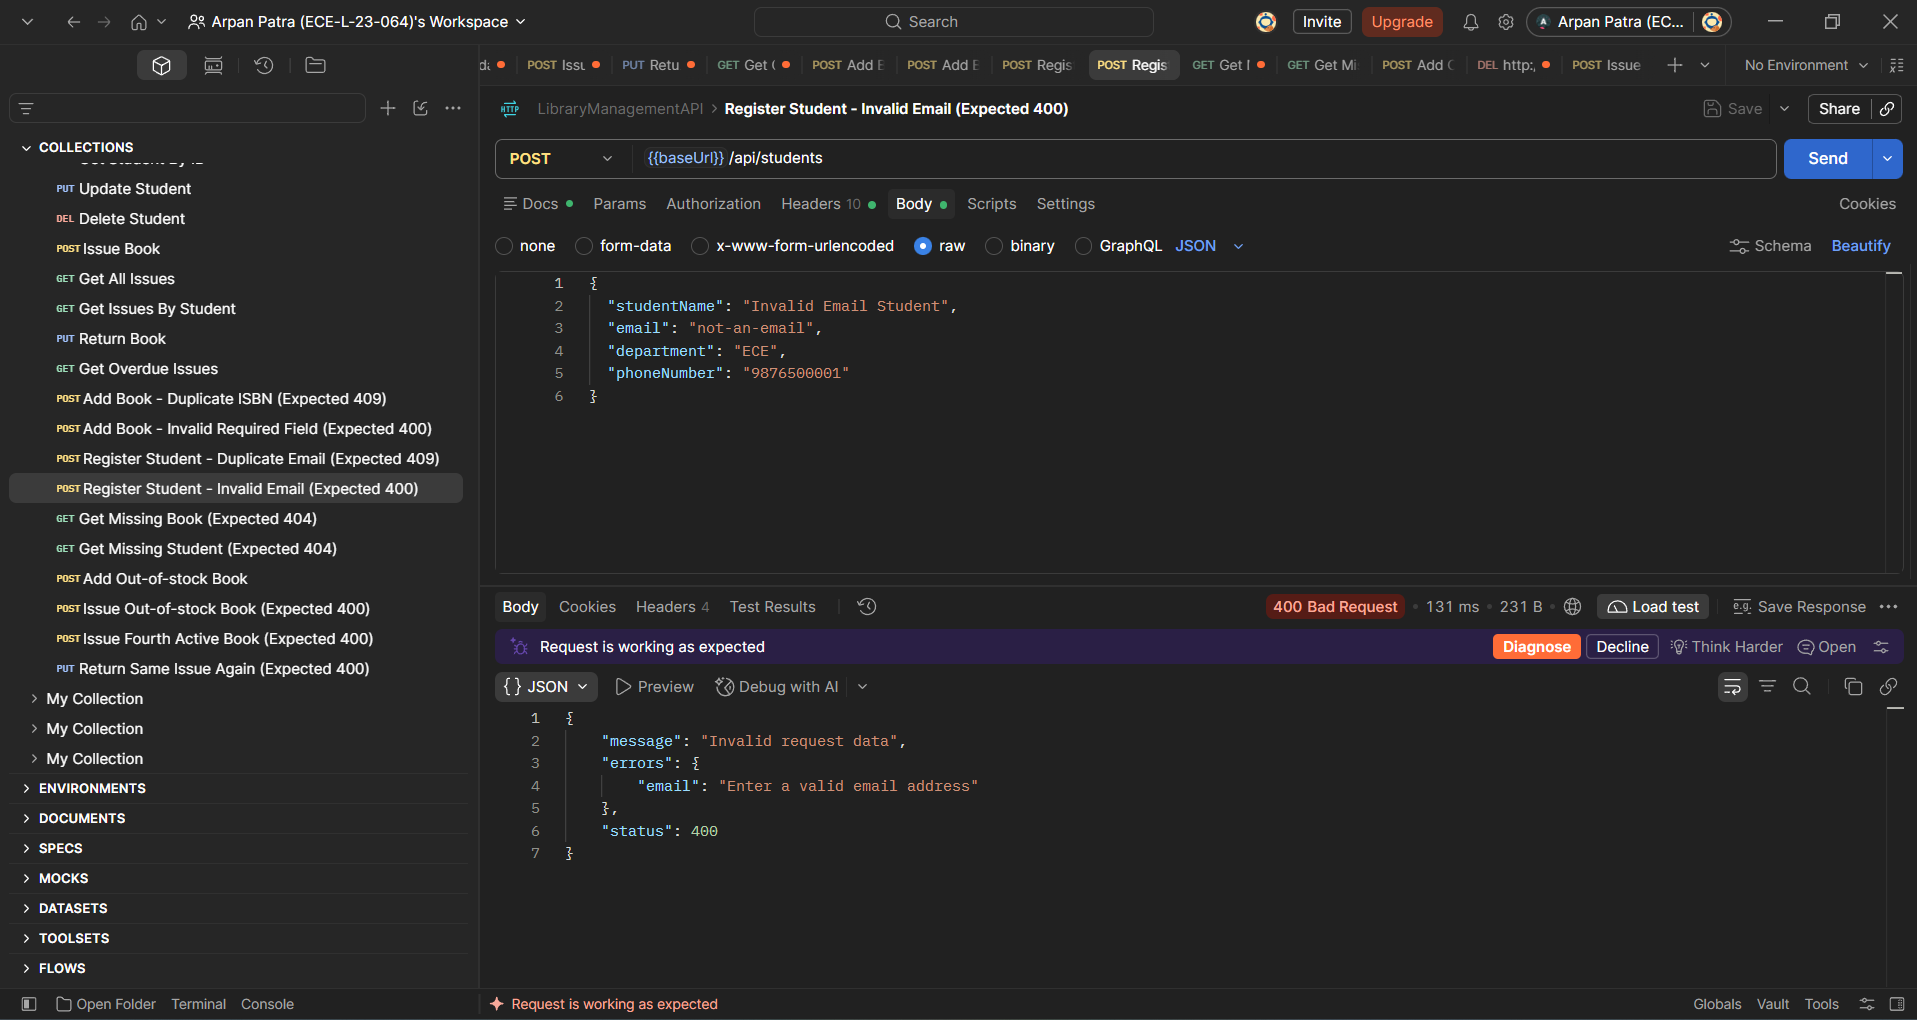 Arpan Patra (ECE-L-23-064)'s Workspace
Search
Invite
Upgrade
Arpan Patra (EC...
POST Issu
PUT Retu
GET Get
POST Add
POST Add
POST Regis
POST Regis
GET Get
GET Get Mi
POST Add
DEL http:
POST Issue
No Environment
HTTP LibraryManagementAPI > Register Student - Invalid Email (Expected 400)
Save
Share
COLLECTIONS
PUT Update Student
DEL Delete Student
POST Issue Book
GET Get All Issues
GET Get Issues By Student
PUT Return Book
GET Get Overdue Issues
POST Add Book - Duplicate ISBN (Expected 409)
POST Add Book - Invalid Required Field (Expected 400)
POST Register Student - Duplicate Email (Expected 409)
POST Register Student - Invalid Email (Expected 400)
GET Get Missing Book (Expected 404)
GET Get Missing Student (Expected 404)
POST Add Out-of-stock Book
POST Issue Out-of-stock Book (Expected 400)
POST Issue Fourth Active Book (Expected 400)
PUT Return Same Issue Again (Expected 400)
My Collection
My Collection
My Collection
ENVIRONMENTS
DOCUMENTS
SPECS
MOCKS
DATASETS
TOOLSETS
FLOWS
POST {{baseUrl}} /api/students
Send
Docs Params Authorization Headers 10 Body Scripts Settings Cookies
none form-data x-www-form-urlencoded raw binary GraphQL JSON Schema Beautify
1 {
2 "studentName": "Invalid Email Student",
3 "email": "not-an-email",
4 "department": "ECE",
5 "phoneNumber": "9876500001"
6 }
Body Cookies Headers 4 Test Results 400 Bad Request • 131 ms • 231 B • Load test e.g. Save Response
Request is working as expected Diagnose Decline Think Harder Open
{} JSON Preview Debug with AI
1 {
2 "message": "Invalid request data",
3 "errors": {
4 "email": "Enter a valid email address"
5 },
6 "status": 400
7 }
Open Folder Terminal Console Request is working as expected Globals Vault Tools